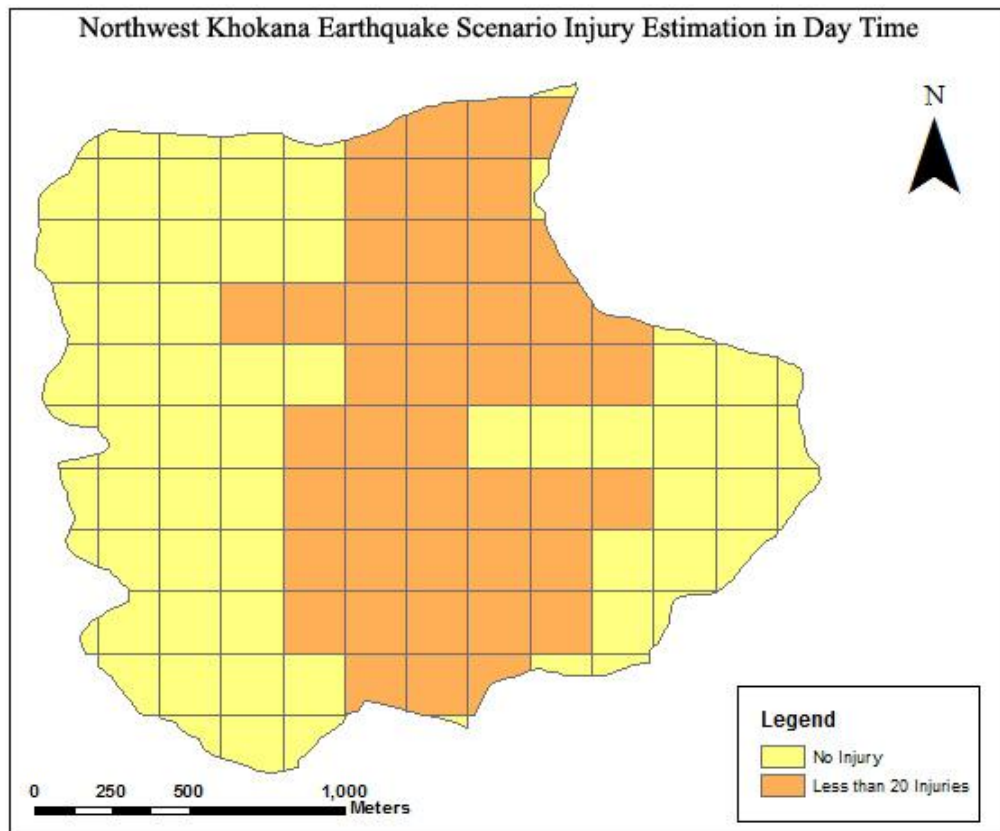 Northwest Khokana Earthquake Scenario Injury Estimation in Day Time
N
Legend
No Injury
Less than 20 Injuries
0 250 500 1,000
Meters